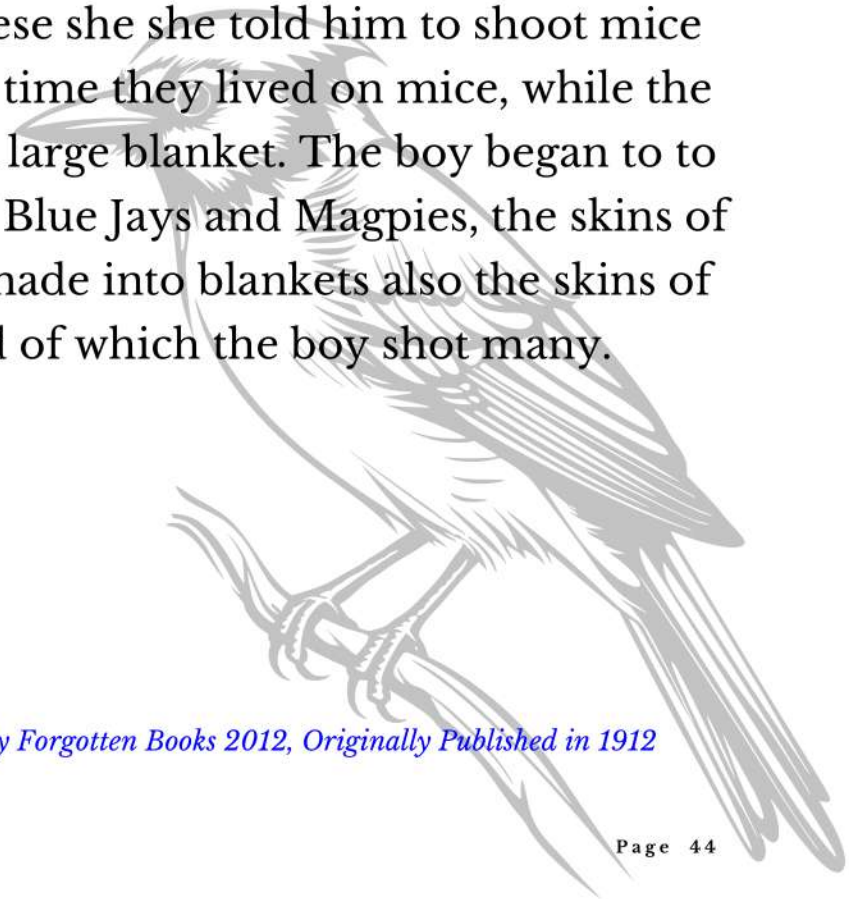 ese she she told him to shoot mice
time they lived on mice, while the
large blanket. The boy began to to
Blue Jays and Magpies, the skins of
made into blankets also the skins of
of which the boy shot many.
y Forgotten Books 2012, Originally Published in 1912
Page 44